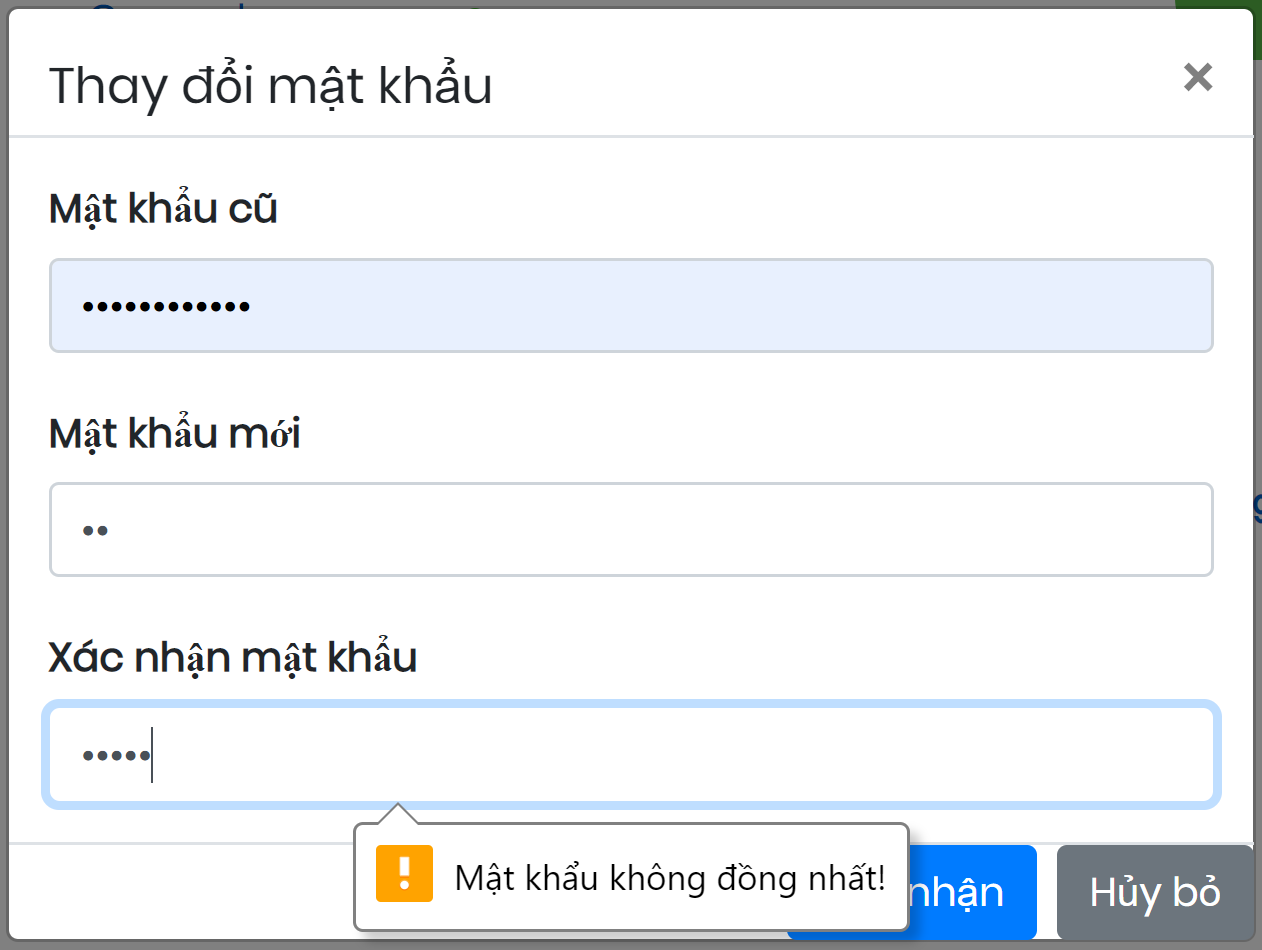 Thay đổi mật khẩu
Mật khẩu cũ
Mật khẩu mới
Xác nhận mật khẩu
Mật khẩu không đồng nhất!
nhận
Hủy bỏ